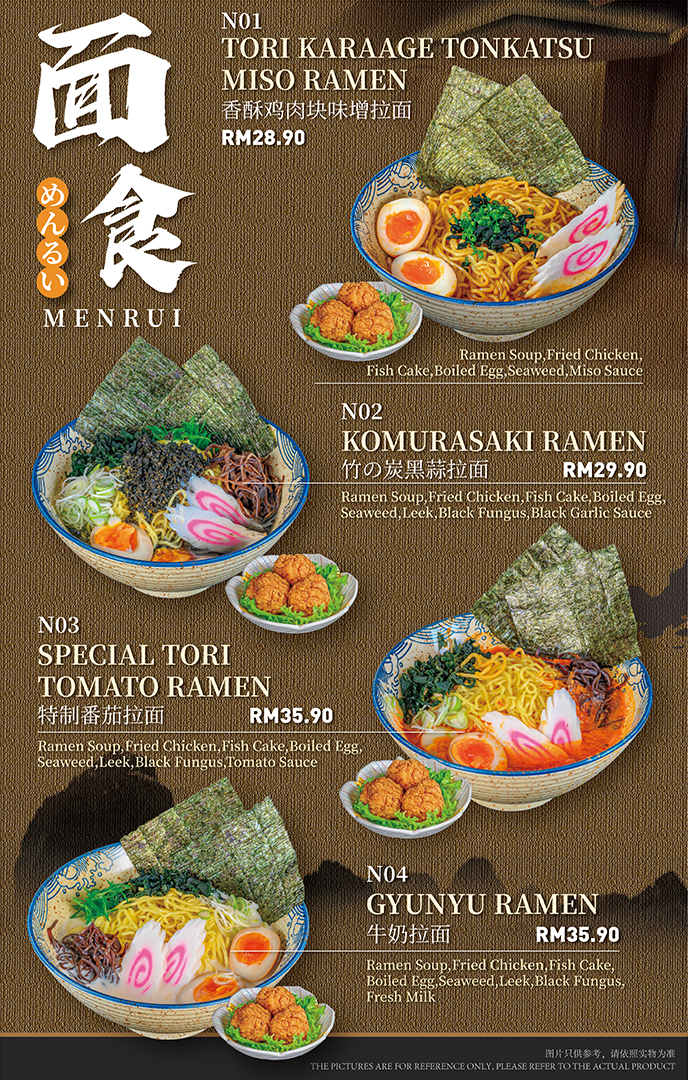 面食
めんるい
MENRUI
N01
TORI KARAAGE TONKATSU
MISO RAMEN
香酥鸡肉块味增拉面
RM28.90
Ramen Soup,Fried Chicken,
Fish Cake,Boiled Egg,Seaweed,Miso Sauce
N02
KOMURASAKI RAMEN
竹の炭黑蒜拉面
RM29.90
Ramen Soup,Fried Chicken,Fish Cake,Boiled Egg,
Seaweed,Leek,Black Fungus,Black Garlic Sauce
N03
SPECIAL TORI
TOMATO RAMEN
特制番茄拉面
RM35.90
Ramen Soup,Fried Chicken,Fish Cake,Boiled Egg,
Seaweed,Leek,Black Fungus,Tomato Sauce
N04
GYUNYU RAMEN
牛奶拉面
RM35.90
Ramen Soup,Fried Chicken,Fish Cake,
Boiled Egg,Seaweed,Leek,Black Fungus,
Fresh Milk
图片只供参考，请依照实物为准
THE PICTURES ARE FOR REFERENCE ONLY, PLEASE REFER TO THE ACTUAL PRODUCT